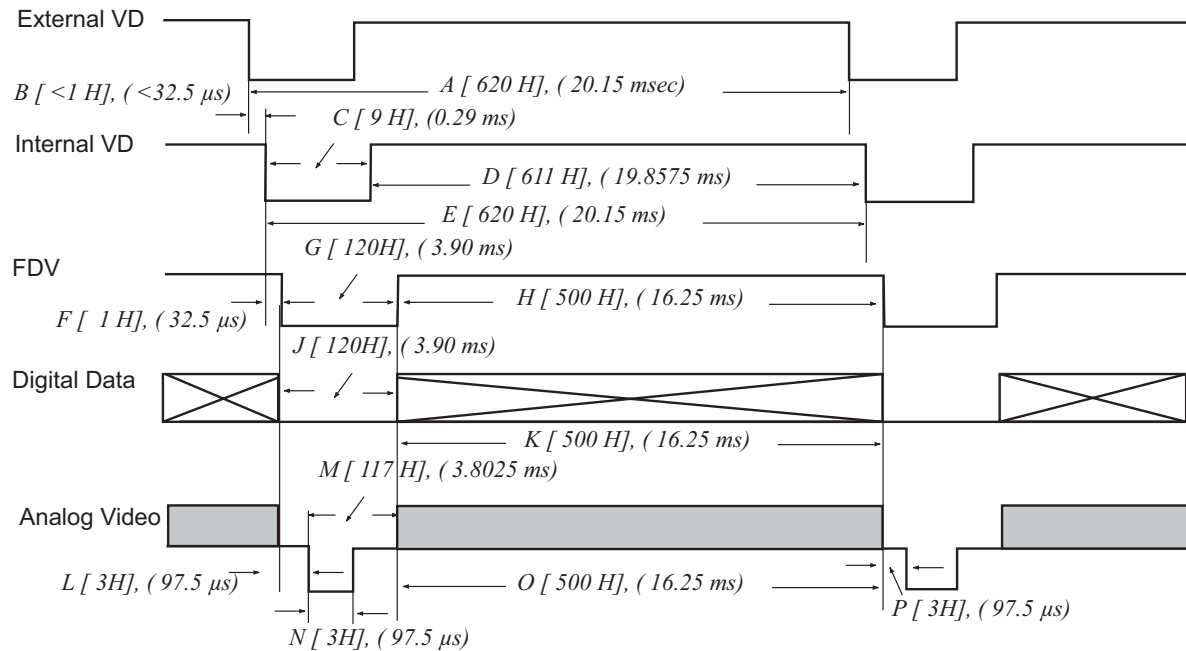 External VD
A [ 620 H], ( 20.15 msec)
B [ <1 H], ( <32.5 µs)
C [ 9 H], (0.29 ms)
Internal VD
D [ 611 H], ( 19.8575 ms)
E [ 620 H], ( 20.15 ms)
G [ 120H], ( 3.90 ms)
FDV
H [ 500 H], ( 16.25 ms)
F [ 1 H], ( 32.5 µs)
J [ 120H], ( 3.90 ms)
Digital Data
K [ 500 H], ( 16.25 ms)
M [ 117 H], ( 3.8025 ms)
Analog Video
L [ 3H], ( 97.5 µs)
O [ 500 H], ( 16.25 ms)
P [ 3H], ( 97.5 µs)
N [ 3H], ( 97.5 µs)